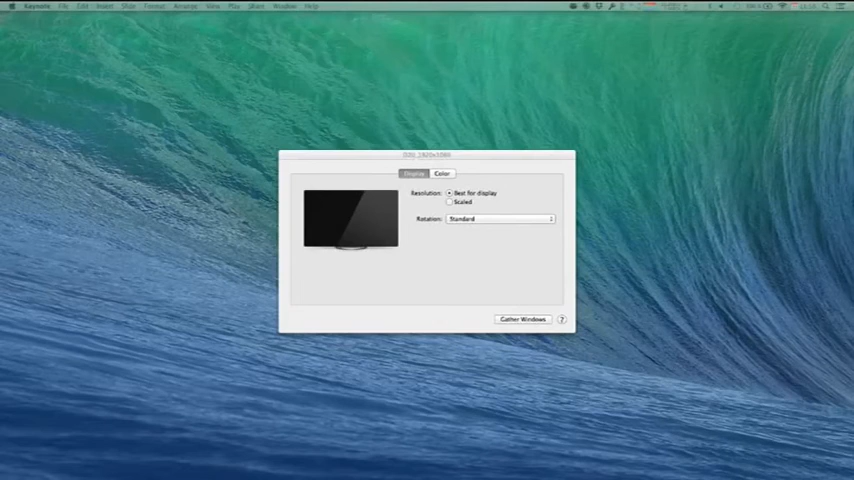 Keynote File Edit Insert Slide Format Arrange View Play Share Window Help
Display Color
Resolution: Best for display
Scaled
Rotation: Standard
Gather Windows ?